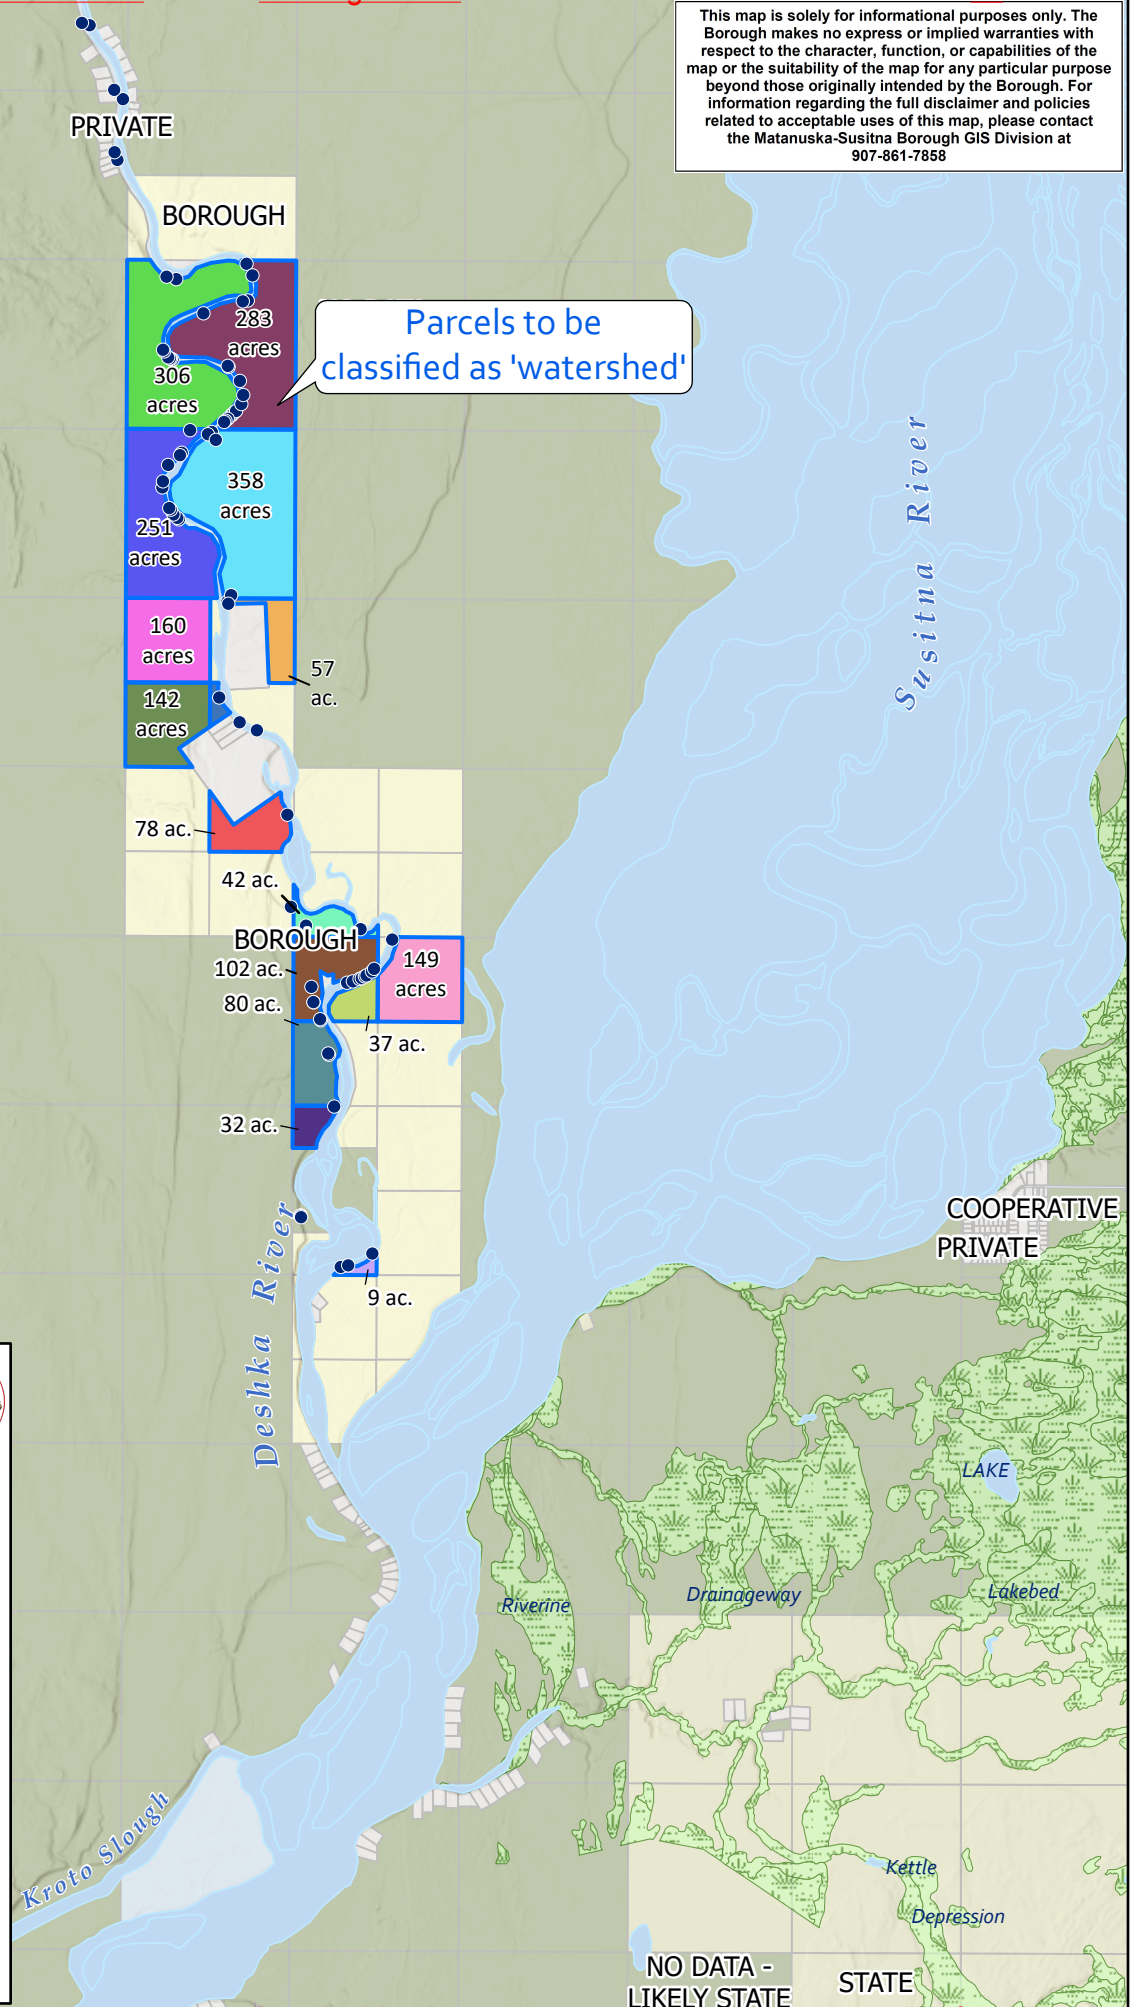 This map is solely for informational purposes only. The
Borough makes no express or implied warranties with
respect to the character, function, or capabilities of the
map or the suitability of the map for any particular purpose
beyond those originally intended by the Borough. For
information regarding the full disclaimer and policies
related to acceptable uses of this map, please contact
the Matanuska-Susitna Borough GIS Division at
907-861-7858
PRIVATE
BOROUGH
Parcels to be
classified as 'watershed'
283
acres
306
acres
358
acres
251
acres
160
acres
57
ac.
142
acres
78 ac.
42 ac.
BOROUGH
102 ac.
149
acres
80 ac.
37 ac.
32 ac.
9 ac.
Susitna River
Deshka River
COOPERATIVE
PRIVATE
LAKE
Riverine
Drainageway
Lakebed
Kroto Slough
Kettle
Depression
NO DATA -
LIKELY STATE
STATE